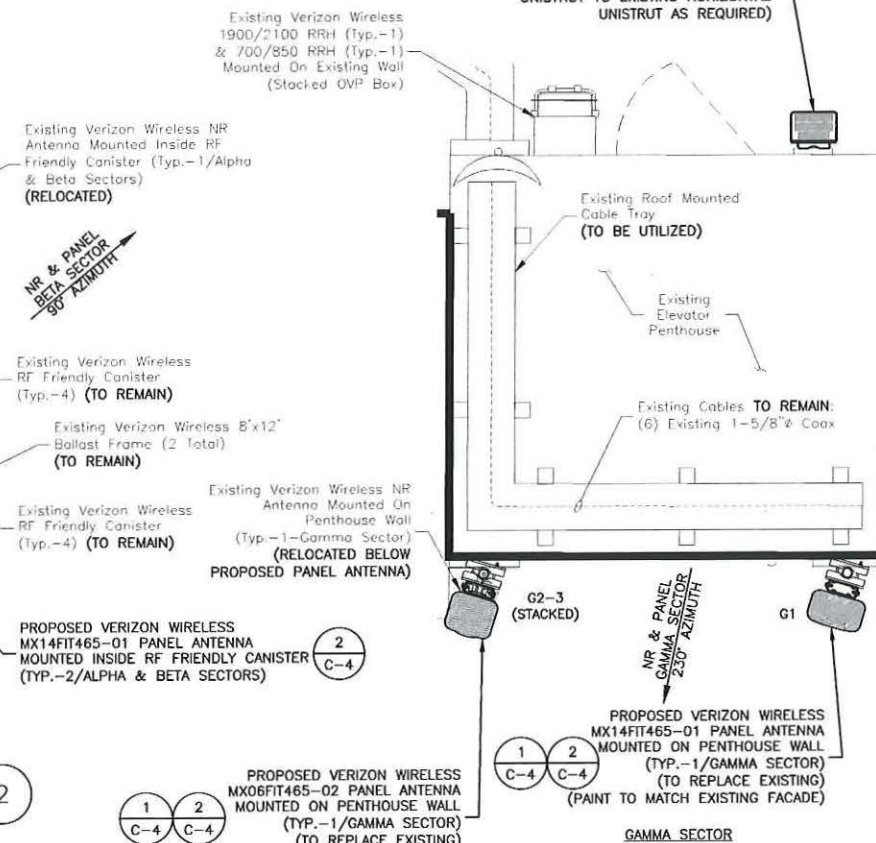 UNISTRUT AS REQUIRED)
Existing Verizon Wireless
1900/2100 RRH (Typ.-1)
& 700/850 RRH (Typ.-1)
Mounted On Existing Wall
(Stacked OVP Box)
Existing Verizon Wireless NR
Antenna Mounted Inside RF
Friendly Canister (Typ.-1/Alpha
& Beta Sectors)
(RELOCATED)
NR & PANEL
BETA SECTOR
90° AZIMUTH
Existing Roof Mounted
Cable Tray
(TO BE UTILIZED)
Existing
Elevator
Penthouse
Existing Verizon Wireless
RF Friendly Canister
(Typ.-4) (TO REMAIN)
Existing Cables TO REMAIN:
(6) Existing 1-5/8"ø Coax
Existing Verizon Wireless 8'x12'
Ballast Frame (2 Total)
(TO REMAIN)
Existing Verizon Wireless
RF Friendly Canister
(Typ.-4) (TO REMAIN)
Existing Verizon Wireless NR
Antenna Mounted On
Penthouse Wall
(Typ.-1-Gamma Sector)
(RELOCATED BELOW
PROPOSED PANEL ANTENNA)
G2-3
(STACKED)
NR & PANEL
GAMMA SECTOR
230° AZIMUTH
G1
PROPOSED VERIZON WIRELESS
MX14FIT465-01 PANEL ANTENNA
MOUNTED INSIDE RF FRIENDLY CANISTER
(TYP.-2/ALPHA & BETA SECTORS)
2
C-4
PROPOSED VERIZON WIRELESS
MX14FIT465-01 PANEL ANTENNA
MOUNTED ON PENTHOUSE WALL
(TYP.-1/GAMMA SECTOR)
(TO REPLACE EXISTING)
(PAINT TO MATCH EXISTING FACADE)
1
C-4
2
C-4
2
PROPOSED VERIZON WIRELESS
MX06FIT465-02 PANEL ANTENNA
MOUNTED ON PENTHOUSE WALL
(TYP.-1/GAMMA SECTOR)
(TO REPLACE EXISTING)
1
C-4
2
C-4
GAMMA SECTOR